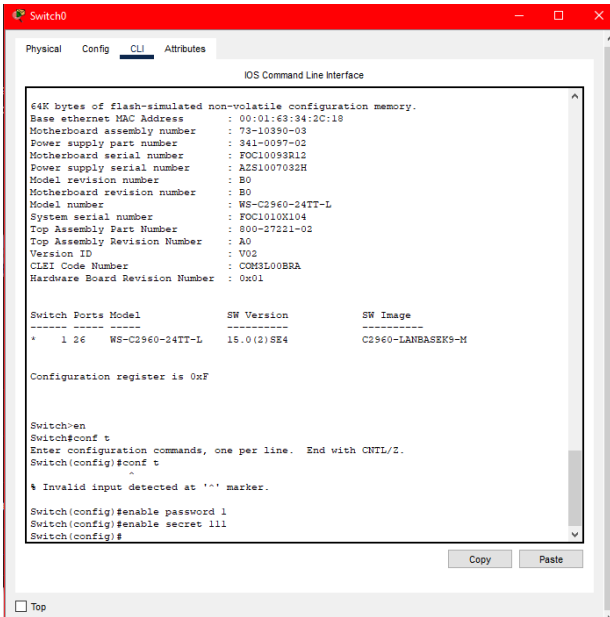 Switch0
Physical Config CLI Attributes
IOS Command Line Interface
64K bytes of flash-simulated non-volatile configuration memory.
Base ethernet MAC Address : 00:01:63:34:2C:18
Motherboard assembly number : 73-10390-03
Power supply part number : 341-0097-02
Motherboard serial number : FOC10093R12
Power supply serial number : AZS1007032H
Model revision number : B0
Motherboard revision number : B0
Model number : WS-C2960-24TT-L
System serial number : FOC1010X104
Top Assembly Part Number : 800-27221-02
Top Assembly Revision Number : A0
Version ID : V02
CLEI Code Number : COM3L00BRA
Hardware Board Revision Number : 0x01
Switch Ports Model SW Version SW Image
------ ----- ----- ---------- ----------
* 1 26 WS-C2960-24TT-L 15.0(2)SE4 C2960-LANBASEK9-M
Configuration register is 0xF
Switch>en
Switch#conf t
Enter configuration commands, one per line. End with CNTL/Z.
Switch(config)#conf t
^
% Invalid input detected at '^' marker.
Switch(config)#enable password 1
Switch(config)#enable secret 111
Switch(config)#
Copy Paste
Top